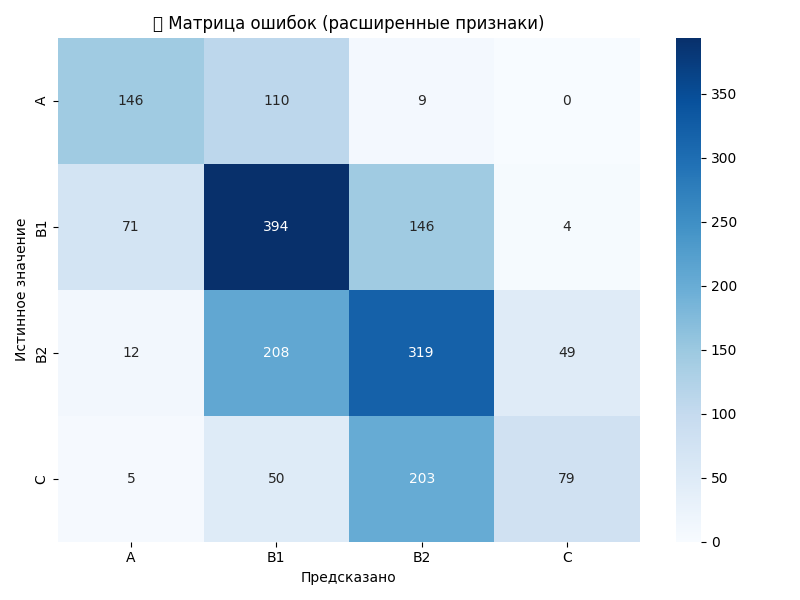 Матрица ошибок (расширенные признаки)
A 146 110 9 0
B1 71 394 146 4
B2 12 208 319 49
C 5 50 203 79
A B1 B2 C
Предсказано
Истинное значение
350
300
250
200
150
100
50
0